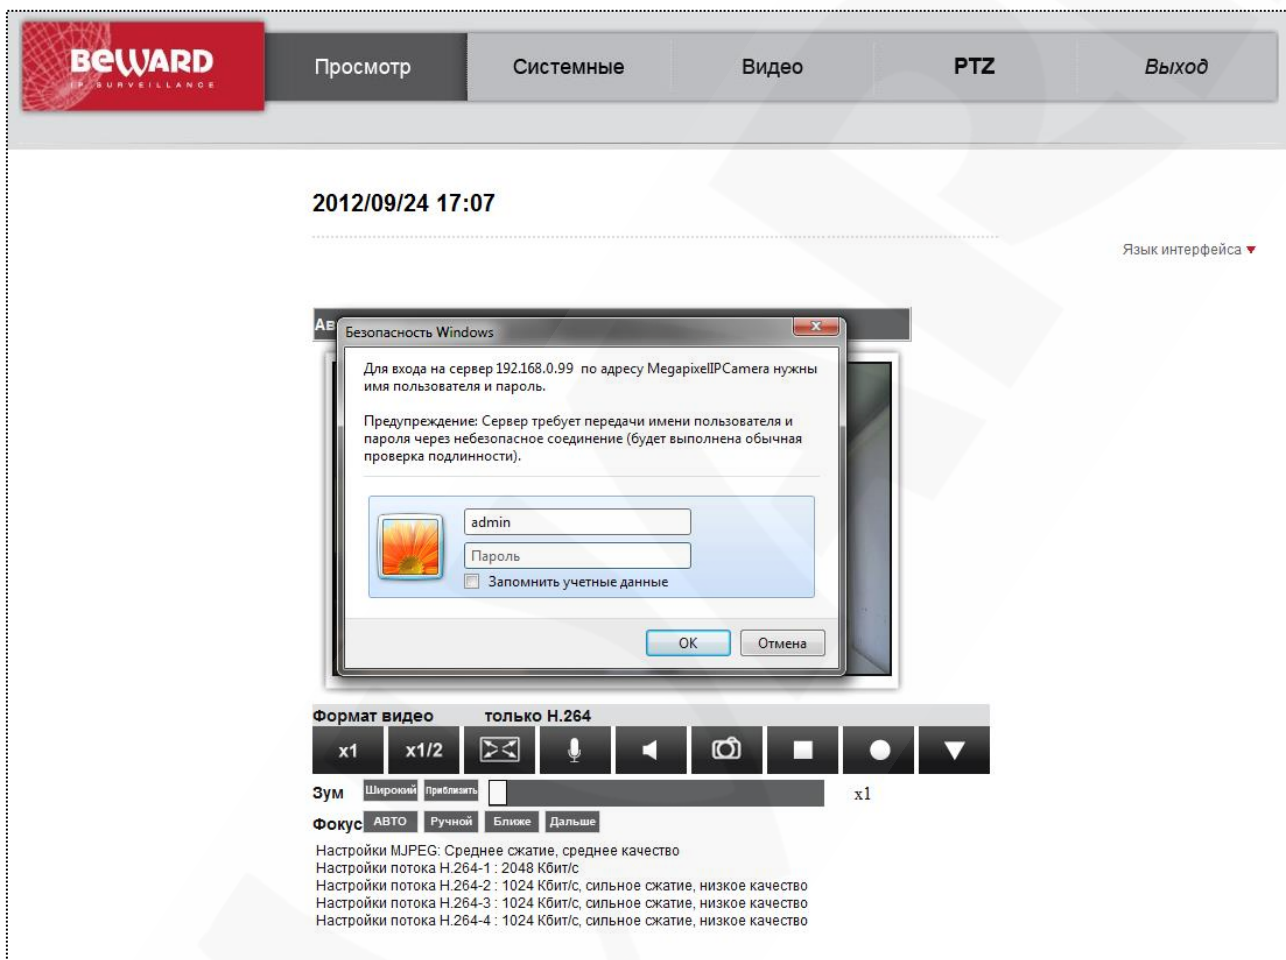 BEWARD
IP SURVEILLANCE
Просмотр
Системные
Видео
PTZ
Выход
2012/09/24 17:07
Язык интерфейса
Ав
Безопасность Windows
Для входа на сервер 192.168.0.99 по адресу MegapixelIPCamera нужны
имя пользователя и пароль.
Предупреждение: Сервер требует передачи имени пользователя и
пароля через небезопасное соединение (будет выполнена обычная
проверка подлинности).
admin
Пароль
Запомнить учетные данные
ОК
Отмена
Формат видео только H.264
x1
x1/2
Зум Широкий Приблизить x1
Фокус АВТО Ручной Ближе Дальше
Настройки MJPEG: Среднее сжатие, среднее качество
Настройки потока H.264-1 : 2048 Кбит/с
Настройки потока H.264-2 : 1024 Кбит/с, сильное сжатие, низкое качество
Настройки потока H.264-3 : 1024 Кбит/с, сильное сжатие, низкое качество
Настройки потока H.264-4 : 1024 Кбит/с, сильное сжатие, низкое качество